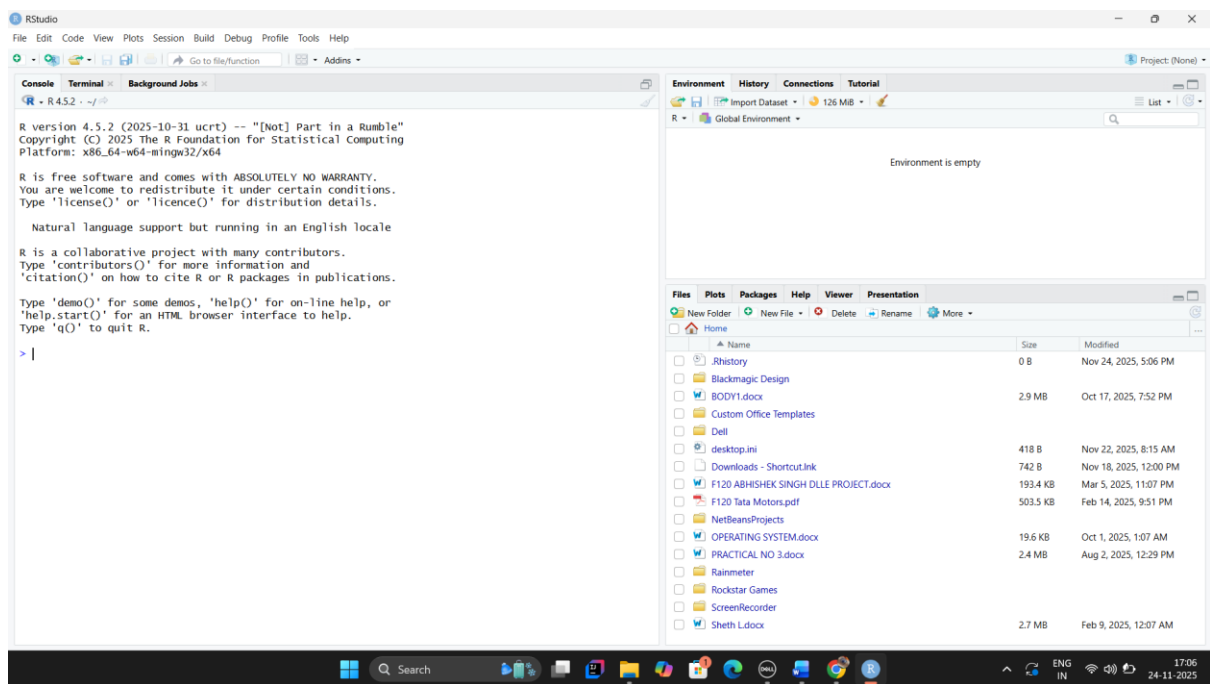 RStudio
File Edit Code View Plots Session Build Debug Profile Tools Help
Go to file/function Addins Project: (None)
Console Terminal Background Jobs
R 4.5.2 · ~/
R version 4.5.2 (2025-10-31 ucrt) -- "[Not] Part in a Rumble"
Copyright (C) 2025 The R Foundation for Statistical Computing
Platform: x86_64-w64-mingw32/x64
R is free software and comes with ABSOLUTELY NO WARRANTY.
You are welcome to redistribute it under certain conditions.
Type 'license()' or 'licence()' for distribution details.
Natural language support but running in an English locale
R is a collaborative project with many contributors.
Type 'contributors()' for more information and
'citation()' on how to cite R or R packages in publications.
Type 'demo()' for some demos, 'help()' for on-line help, or
'help.start()' for an HTML browser interface to help.
Type 'q()' to quit R.
>
Environment History Connections Tutorial
Import Dataset 126 MiB List
R Global Environment
Environment is empty
Files Plots Packages Help Viewer Presentation
New Folder New File Delete Rename More
Home
Name Size Modified
.Rhistory 0 B Nov 24, 2025, 5:06 PM
Blackmagic Design
BODY1.docx 2.9 MB Oct 17, 2025, 7:52 PM
Custom Office Templates
Dell
desktop.ini 418 B Nov 22, 2025, 8:15 AM
Downloads - Shortcut.lnk 742 B Nov 18, 2025, 12:00 PM
F120 ABHISHEK SINGH DLLE PROJECT.docx 193.4 KB Mar 5, 2025, 11:07 PM
F120 Tata Motors.pdf 503.5 KB Feb 14, 2025, 9:51 PM
NetBeansProjects
OPERATING SYSTEM.docx 19.6 KB Oct 1, 2025, 1:07 AM
PRACTICAL NO 3.docx 2.4 MB Aug 2, 2025, 12:29 PM
Rainmeter
Rockstar Games
ScreenRecorder
Sheth L.docx 2.7 MB Feb 9, 2025, 12:07 AM
Search
ENG 17:06
IN 24-11-2025